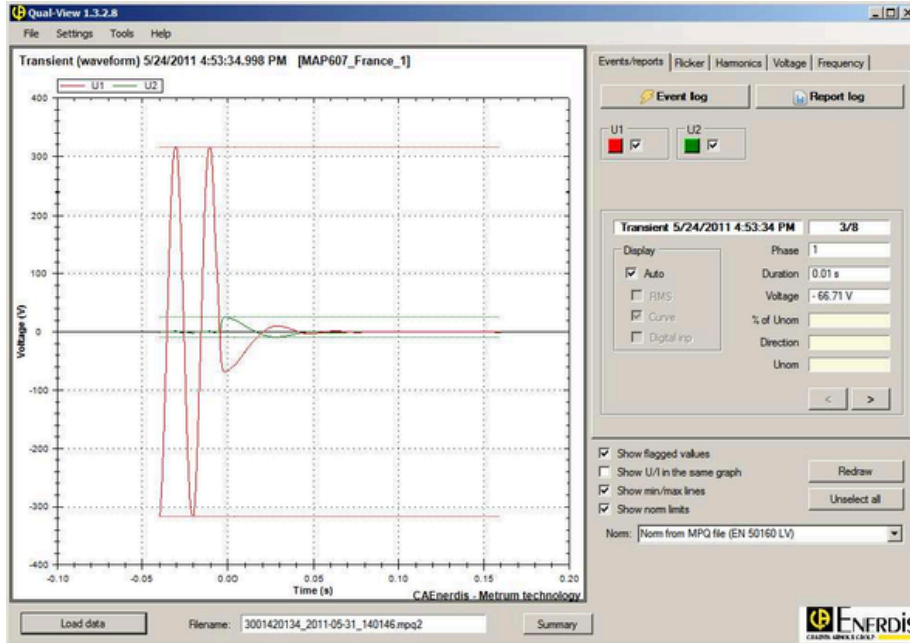 Qual-View 1.3.2.8
File Settings Tools Help
Transient (waveform) 5/24/2011 4:53:34.998 PM [MAP607_France_1]
U1 U2
400
300
200
100
0
-100
-200
-300
-400
Voltage (V)
-0.10 -0.05 0.00 0.05 0.10 0.15 0.20
Time (s)
CAEnerdis - Metrum technology
Load data
Filename: 3001420134_2011-05-31_140146.mpq2
Summary
Events/reports Flicker Harmonics Voltage Frequency
Event log
Report log
U1
U2
Transient 5/24/2011 4:53:34 PM 3/8
Display
Auto
RMS
Curve
Digital inp
Phase 1
Duration 0.01 s
Voltage - 66.71 V
% of Unom
Direction
Unom
< >
Show flagged values
Show U/I in the same graph
Show min/max lines
Show norm limits
Redraw
Unselect all
Norm: Norm from MPQ file (EN 50160 LV)
ENERDIS